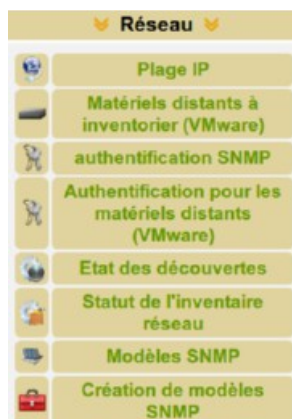 Réseau
Plage IP
Matériels distants à
inventorier (VMware)
authentification SNMP
Authentification pour les
matériels distants
(VMware)
Etat des découvertes
Statut de l'inventaire
réseau
Modèles SNMP
Création de modèles
SNMP